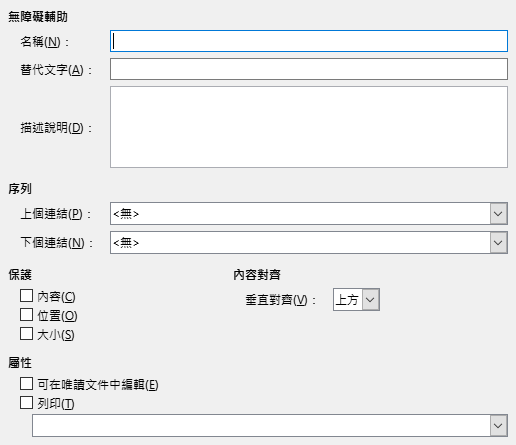 無障礙輔助
名稱(N)：
替代文字(A)：
描述說明(D)：
序列
上個連結(P)：
<無>
下個連結(N)：
<無>
保護
內容對齊
內容(C)
垂直對齊(V)：
上方
位置(O)
大小(S)
屬性
可在唯讀文件中編輯(E)
列印(T)